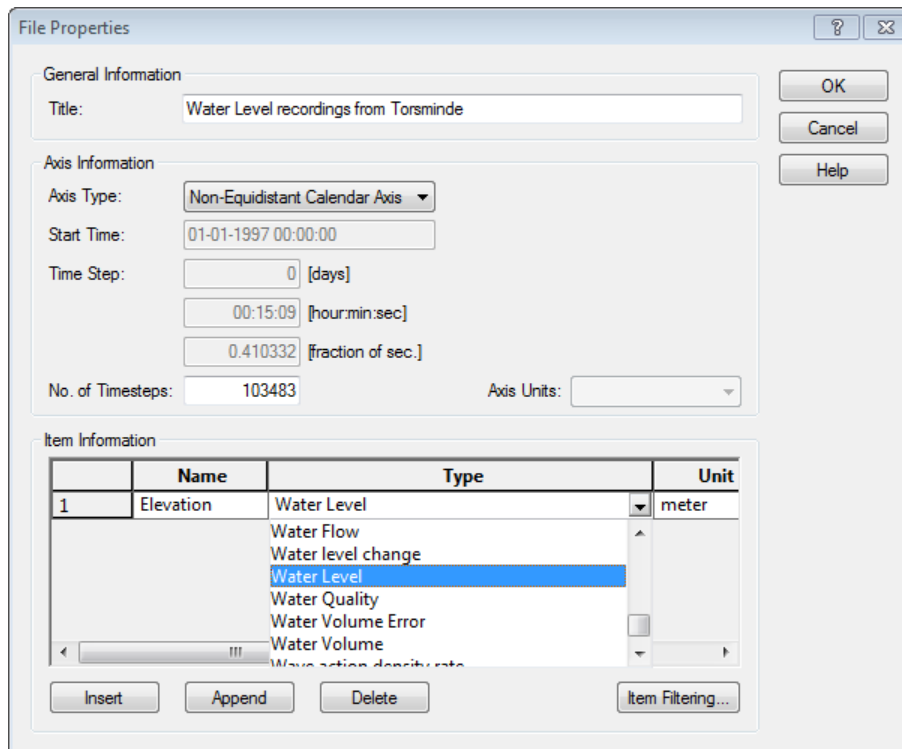 File Properties
General Information
Title: Water Level recordings from Torsminde
OK
Cancel
Help
Axis Information
Axis Type: Non-Equidistant Calendar Axis
Start Time: 01-01-1997 00:00:00
Time Step: 0 [days]
00:15:09 [hour:min:sec]
0.410332 [fraction of sec.]
No. of Timesteps: 103483 Axis Units:
Item Information
Name Type Unit
1 Elevation Water Level meter
Water Flow
Water level change
Water Level
Water Quality
Water Volume Error
Water Volume
Wave action density rate
Insert Append Delete Item Filtering...